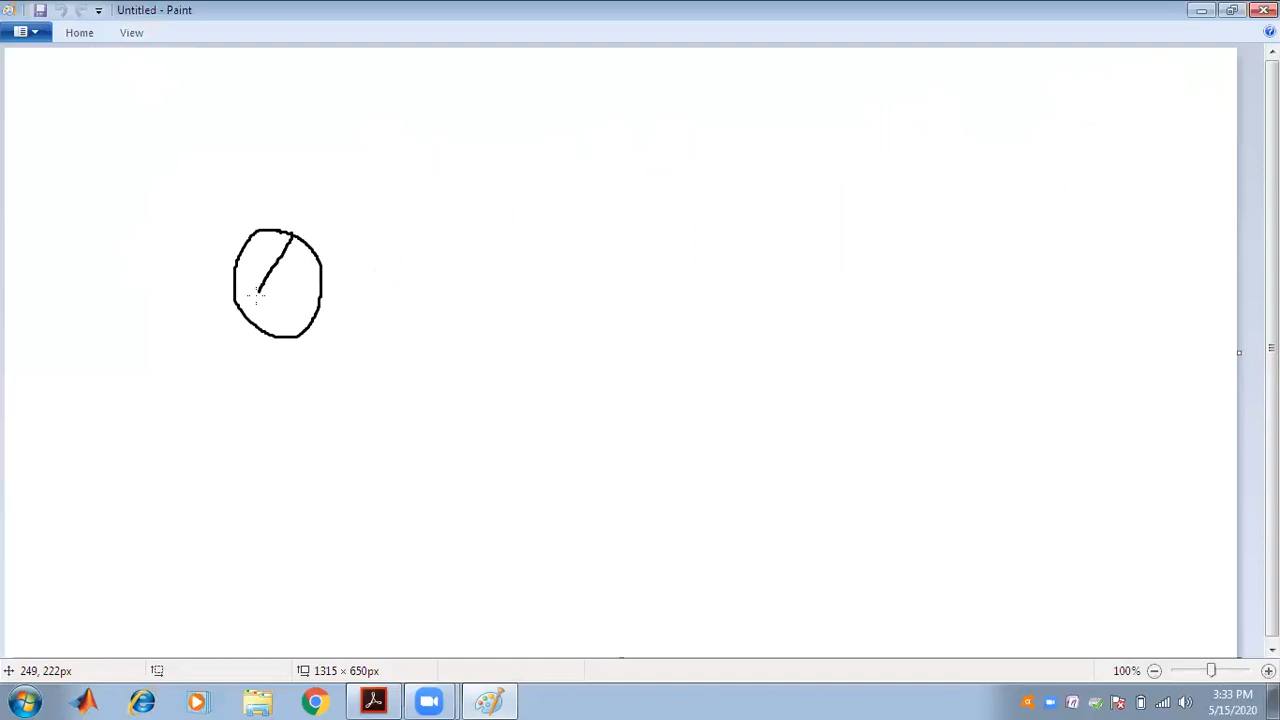 Untitled - Paint
Home View
249, 222px 1315 × 650px 100%
3:33 PM
5/15/2020